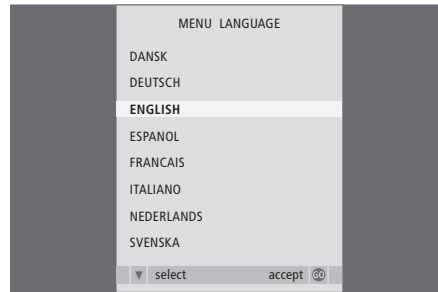 MENU LANGUAGE
DANSK
DEUTSCH
ENGLISH
ESPANOL
FRANCAIS
ITALIANO
NEDERLANDS
SVENSKA
▼ select accept GO